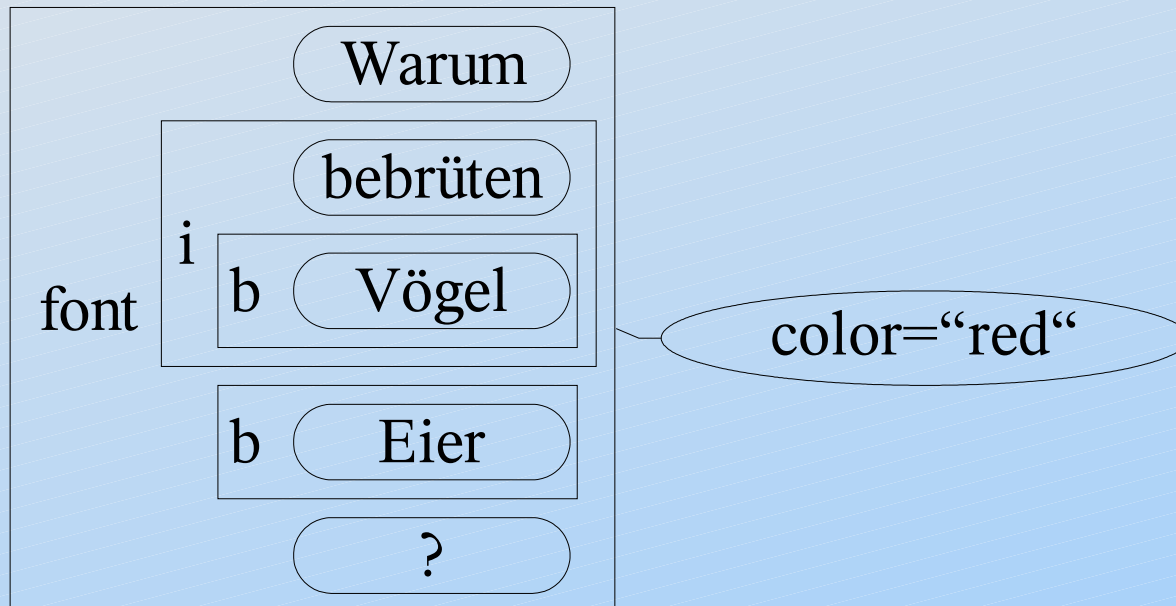 Warum
bebrüten
i
b Vögel
font
color=“red“
b Eier
?